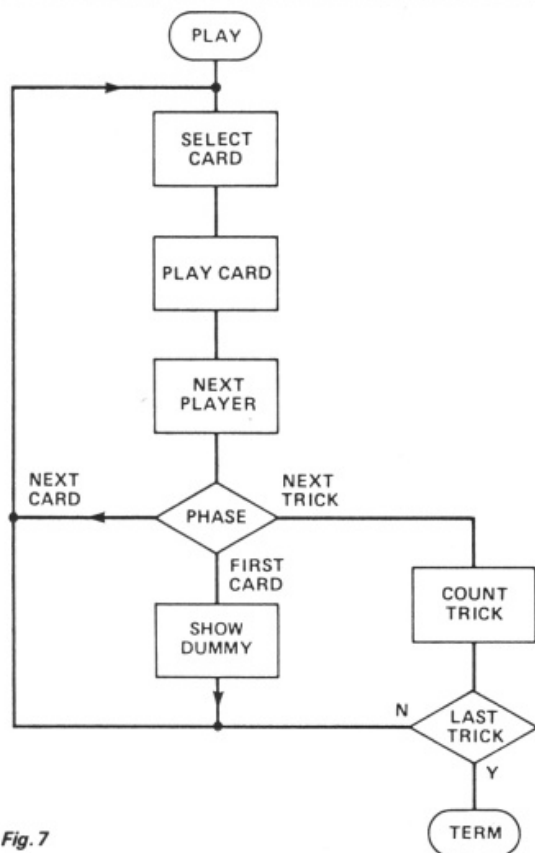 PLAY
SELECT
CARD
PLAY CARD
NEXT
PLAYER
NEXT
CARD
PHASE
NEXT
TRICK
FIRST
CARD
SHOW
DUMMY
COUNT
TRICK
N
LAST
TRICK
Y
TERM
Fig. 7